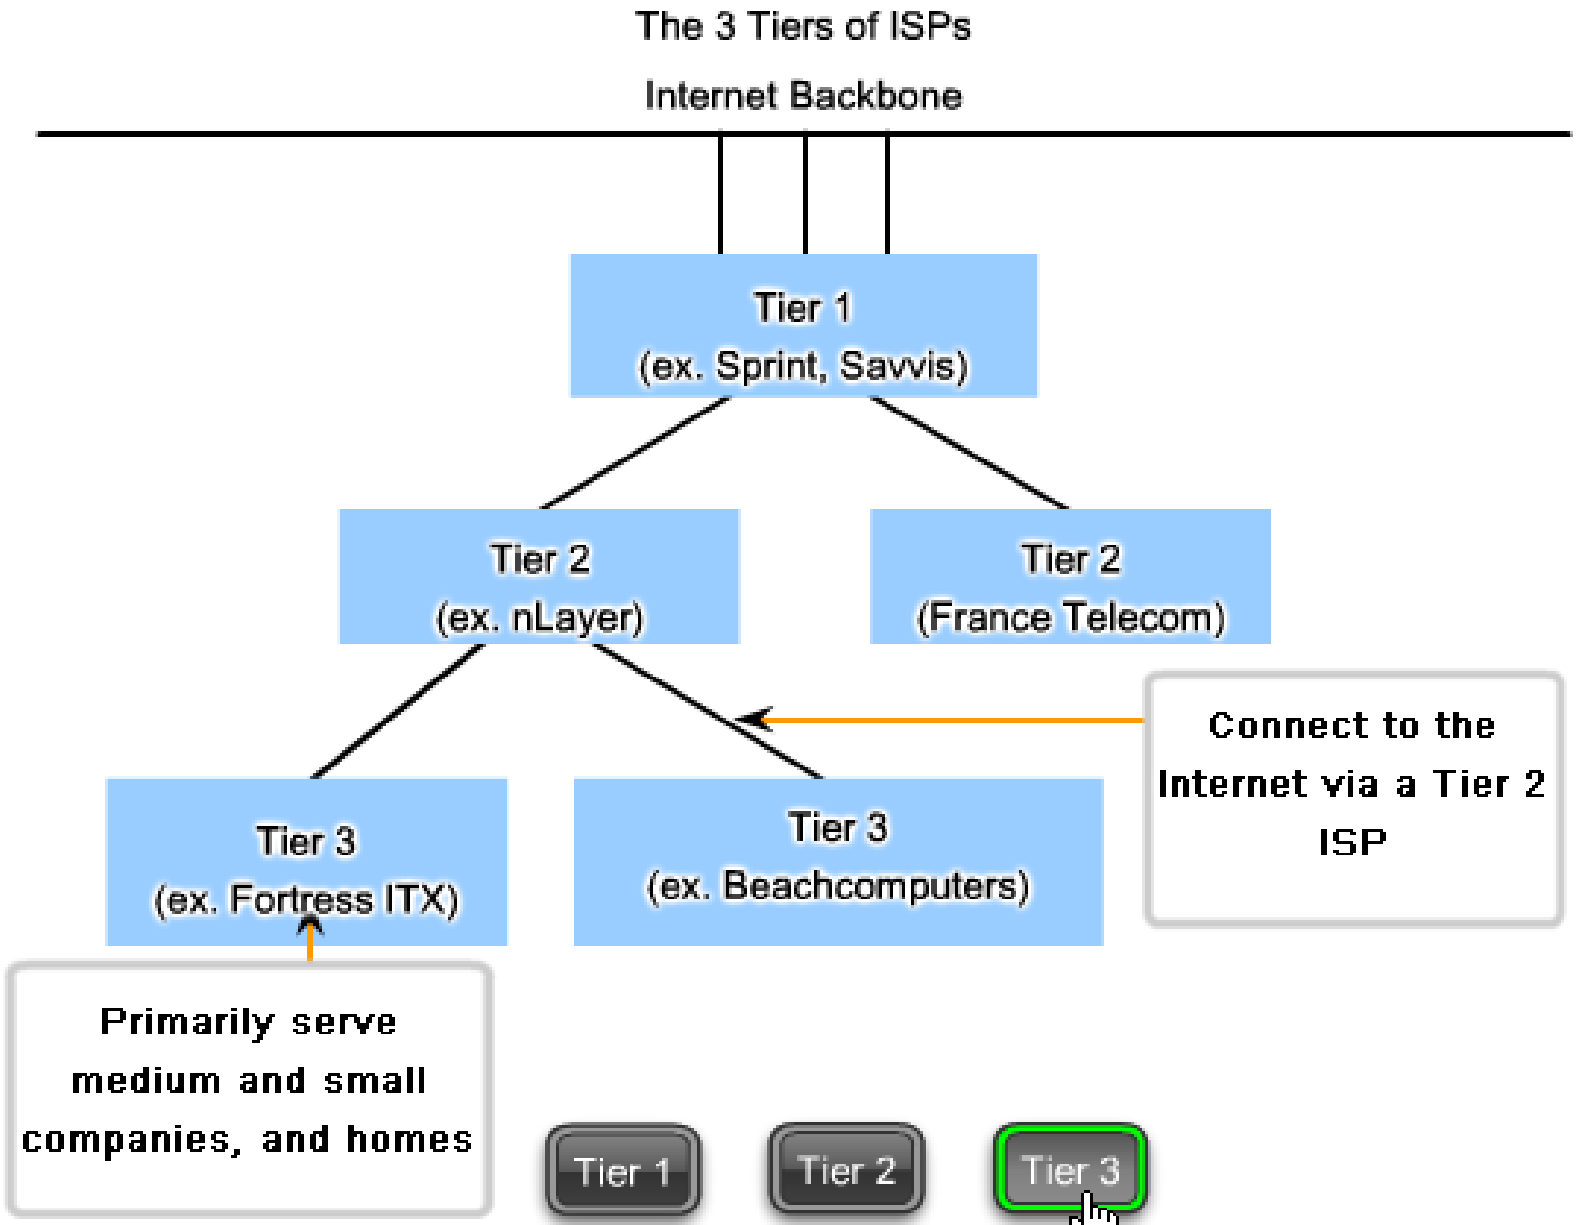 The 3 Tiers of ISPs
Internet Backbone
Tier 1
(ex. Sprint, Savvis)
Tier 2
(ex. nLayer)
Tier 2
(France Telecom)
Connect to the
Internet via a Tier 2
ISP
Tier 3
(ex. Fortress ITX)
Tier 3
(ex. Beachcomputers)
Primarily serve
medium and small
companies, and homes
Tier 1
Tier 2
Tier 3